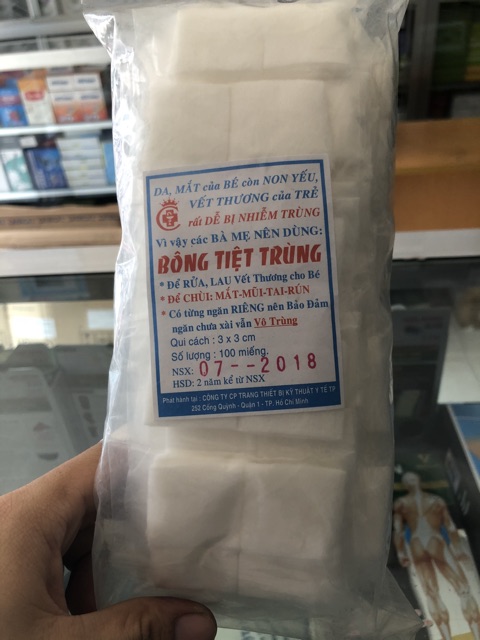 DA, MẮT của BÉ còn NON YẾU,
VẾT THƯƠNG của TRẺ
rất DỄ BỊ NHIỄM TRÙNG
Vì vậy các BÀ MẸ NÊN DÙNG:
BÔNG TIỆT TRÙNG
* Để RỬA, LAU Vết Thương cho Bé
* Để CHÙI: MẮT-MŨI-TAI-RÚN
* Có từng ngăn RIÊNG nên Bảo Đảm
ngăn chưa xài vẫn Vô Trùng
Qui cách : 3 x 3 cm
Số lượng : 100 miếng.
NSX: 07--2018
HSD: 2 năm kể từ NSX
Phát hành tại : CÔNG TY CP TRANG THIẾT BỊ KỸ THUẬT Y TẾ TP
252 Cống Quỳnh - Quận 1 - TP. Hồ Chí Minh